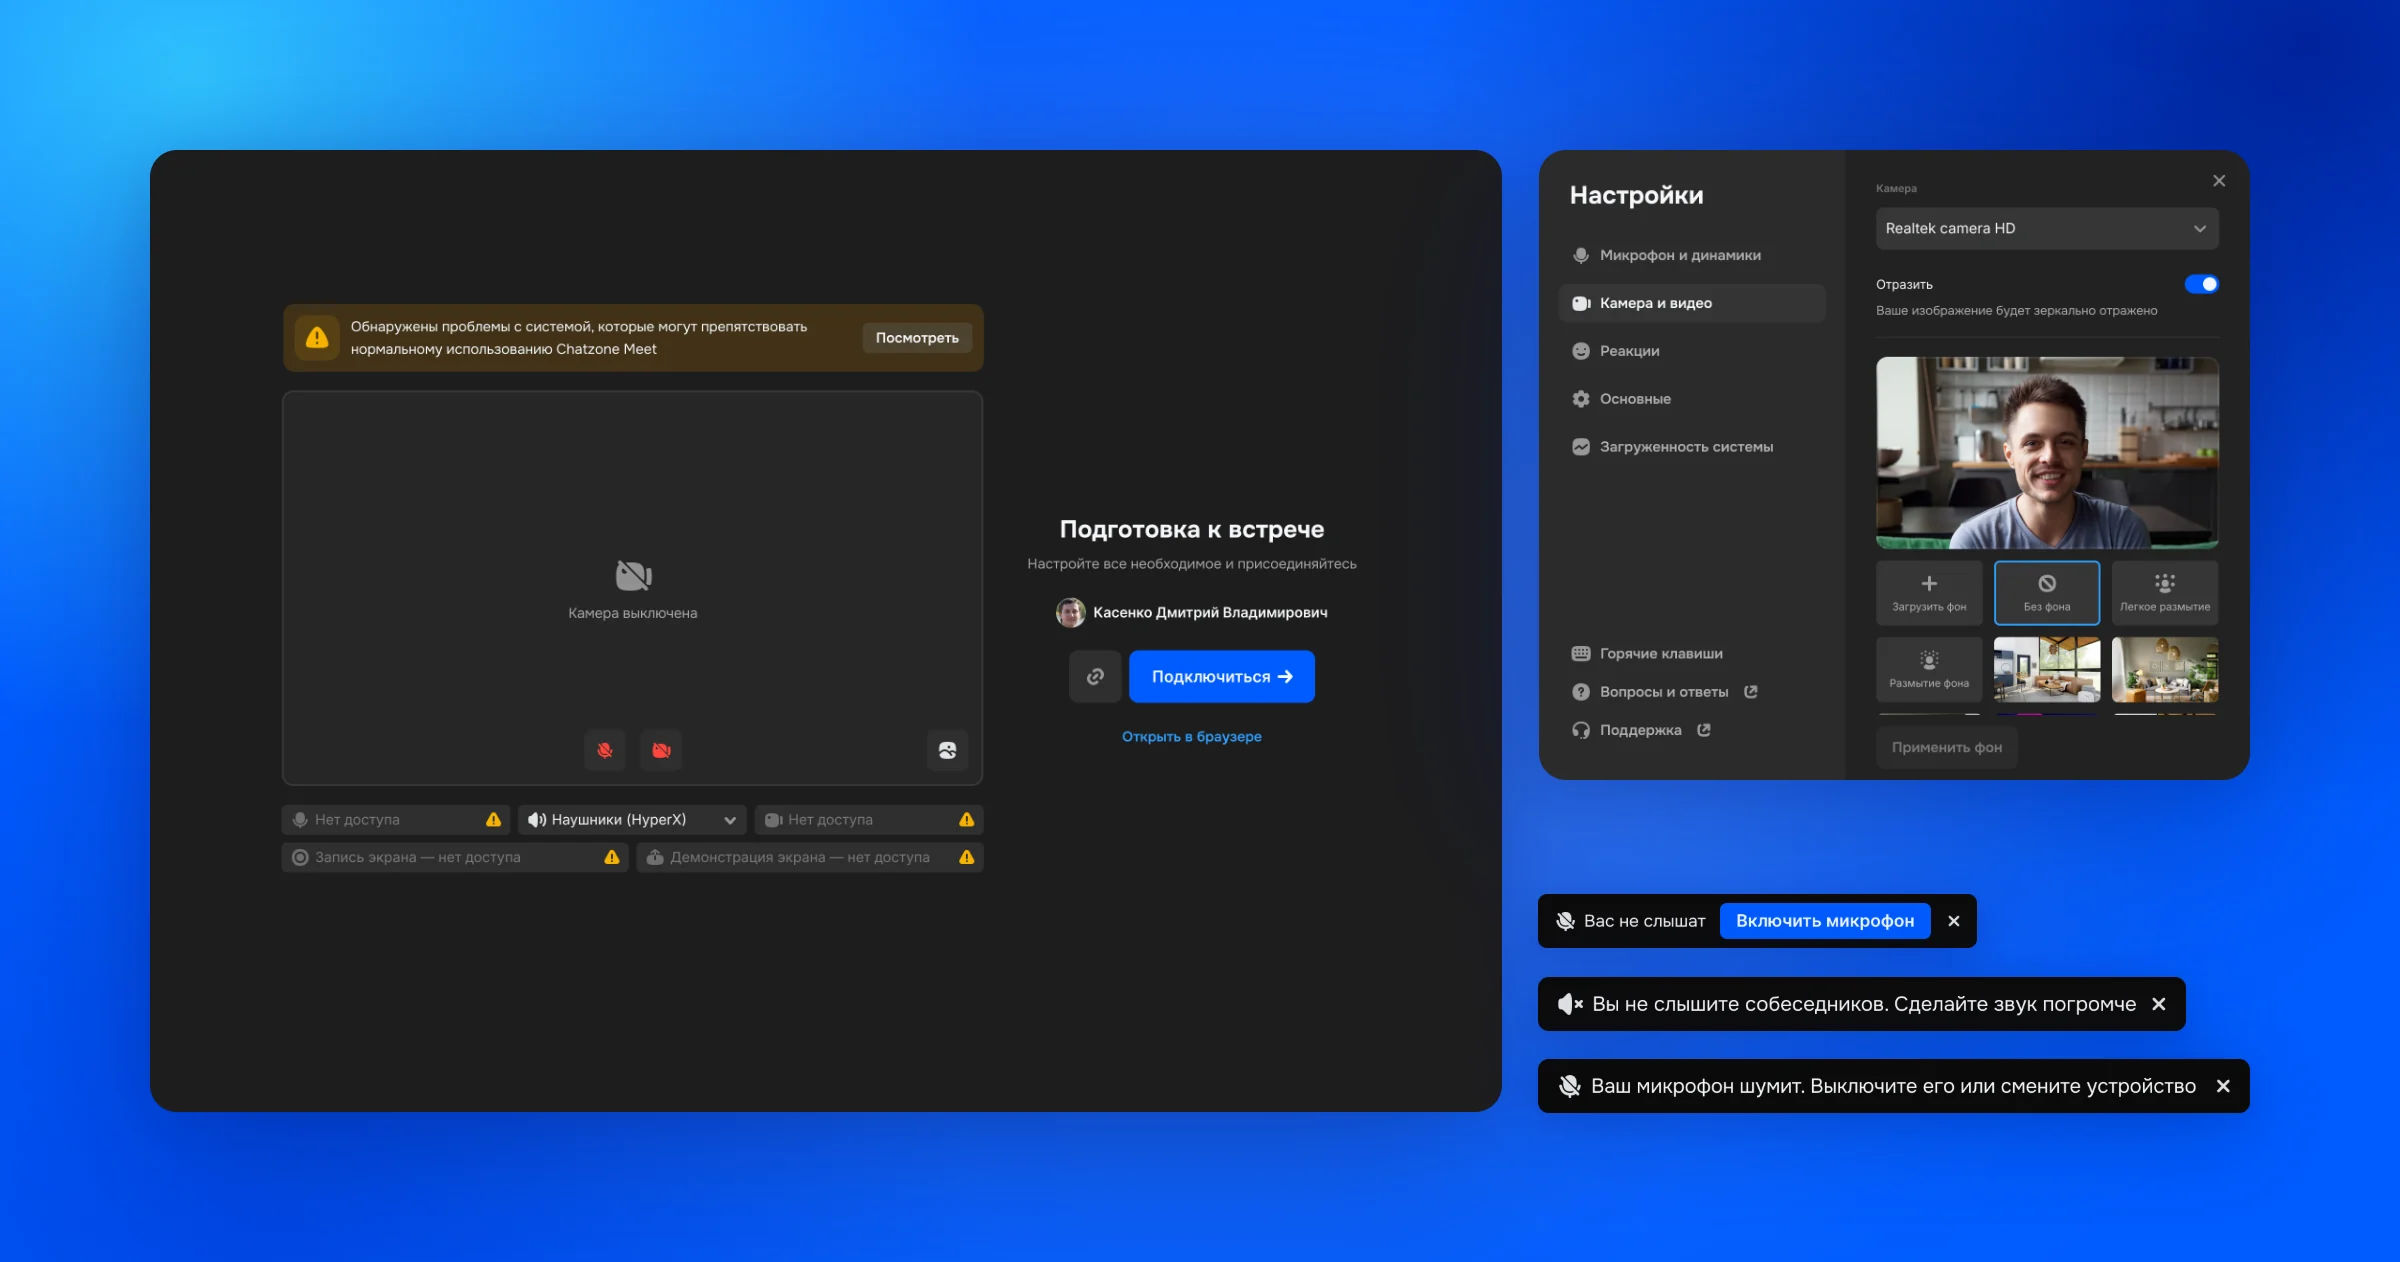 Обнаружены проблемы с системой, которые могут препятствовать
нормальному использованию Chatzone Meet
Посмотреть
Камера выключена
Нет доступа
Наушники (HyperX)
Нет доступа
Запись экрана — нет доступа
Демонстрация экрана — нет доступа
Подготовка к встрече
Настройте все необходимое и присоединяйтесь
Касенко Дмитрий Владимирович
Подключиться
Открыть в браузере
Настройки
Микрофон и динамики
Камера и видео
Реакции
Основные
Загруженность системы
Горячие клавиши
Вопросы и ответы
Поддержка
Камера
Realtek camera HD
Отразить
Ваше изображение будет зеркально отражено
Загрузить фон
Без фона
Легкое размытие
Размытие фона
Применить фон
Вас не слышат
Включить микрофон
Вы не слышите собеседников. Сделайте звук погромче
Ваш микрофон шумит. Выключите его или смените устройство